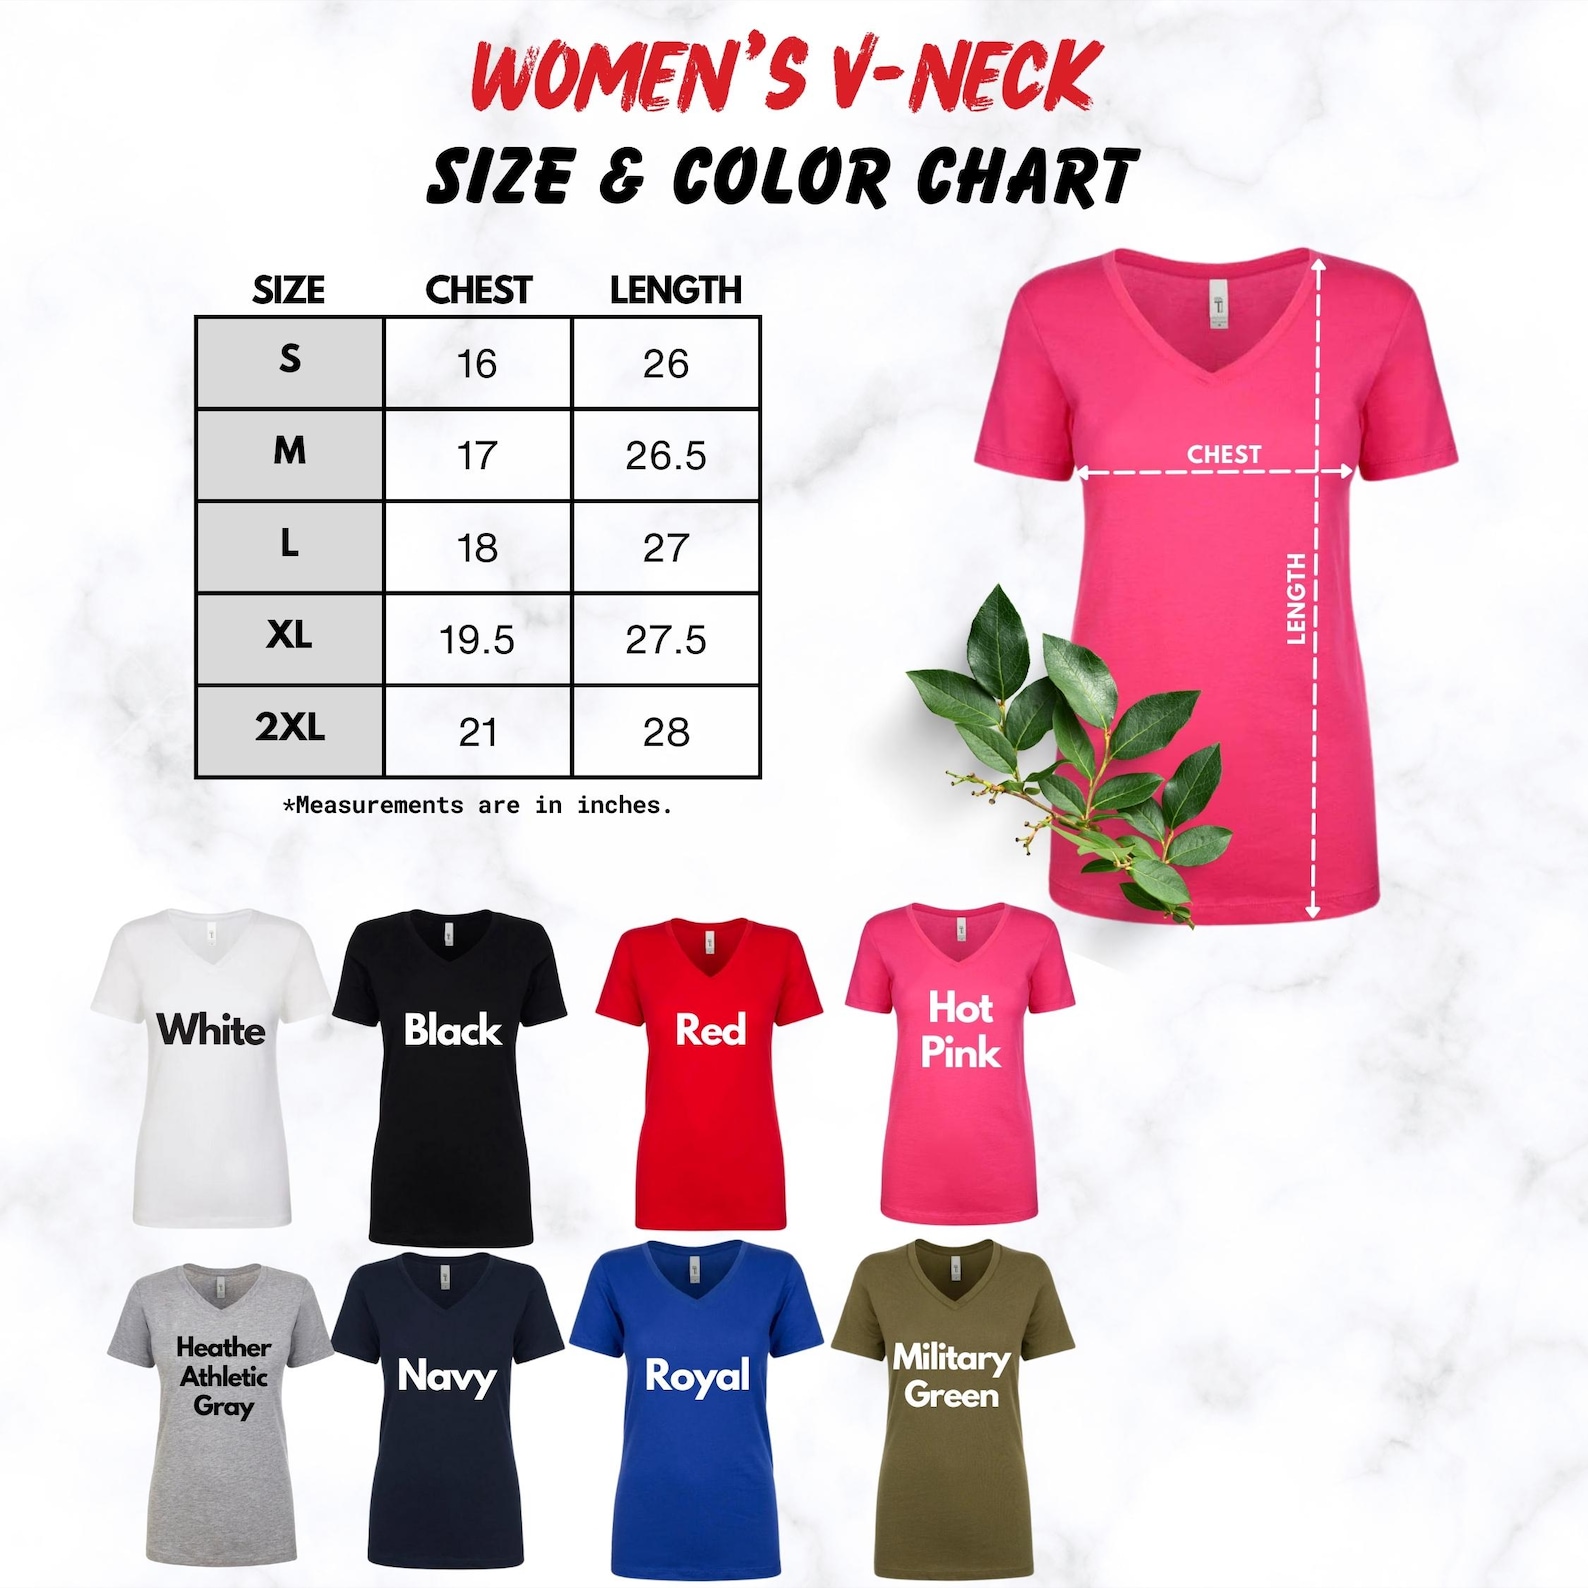 WOMEN'S V-NECK
SIZE & COLOR CHART
SIZE CHEST LENGTH
S 16 26
M 17 26.5
L 18 27
XL 19.5 27.5
2XL 21 28
*Measurements are in inches.
CHEST
LENGTH
White
Black
Red
Hot
Pink
Heather
Athletic
Gray
Navy
Royal
Military
Green